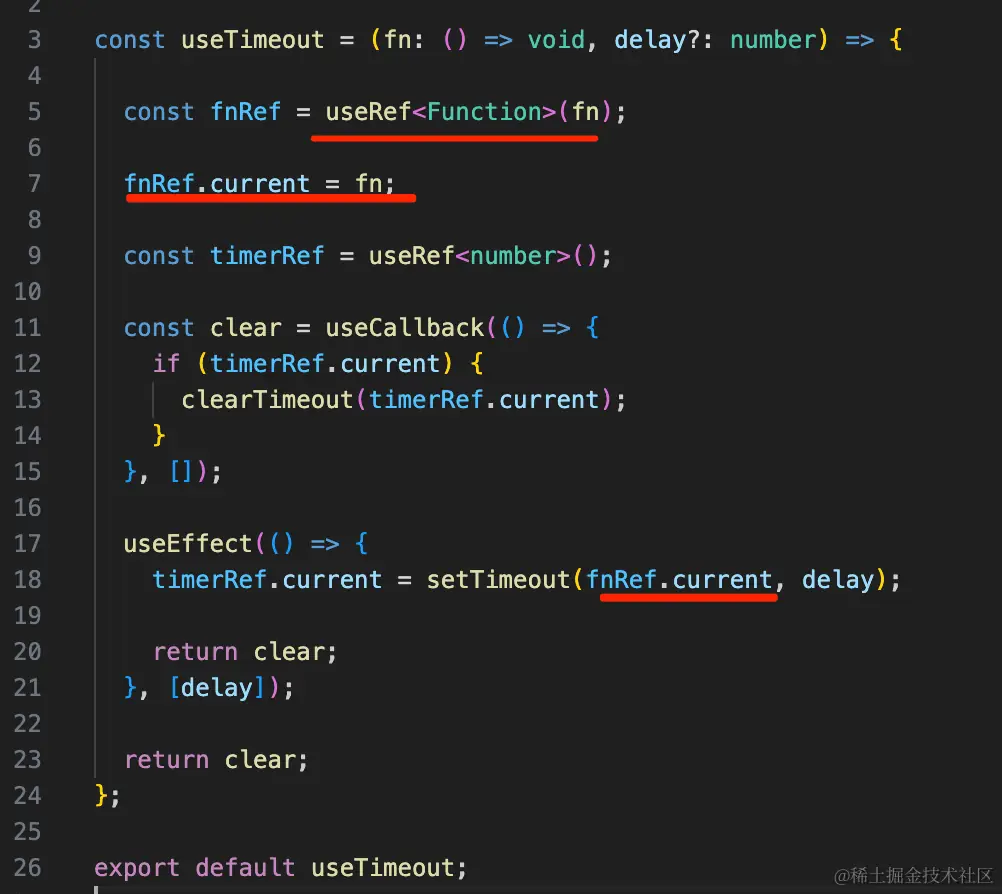 2
3 const useTimeout = (fn: () => void, delay?: number) => {
4
5 const fnRef = useRef<Function>(fn);
6
7 fnRef.current = fn;
8
9 const timerRef = useRef<number>();
10
11 const clear = useCallback(() => {
12 if (timerRef.current) {
13 clearTimeout(timerRef.current);
14 }
15 }, []);
16
17 useEffect(() => {
18 timerRef.current = setTimeout(fnRef.current, delay);
19
20 return clear;
21 }, [delay]);
22
23 return clear;
24 };
25
26 export default useTimeout;
@稀土掘金技术社区